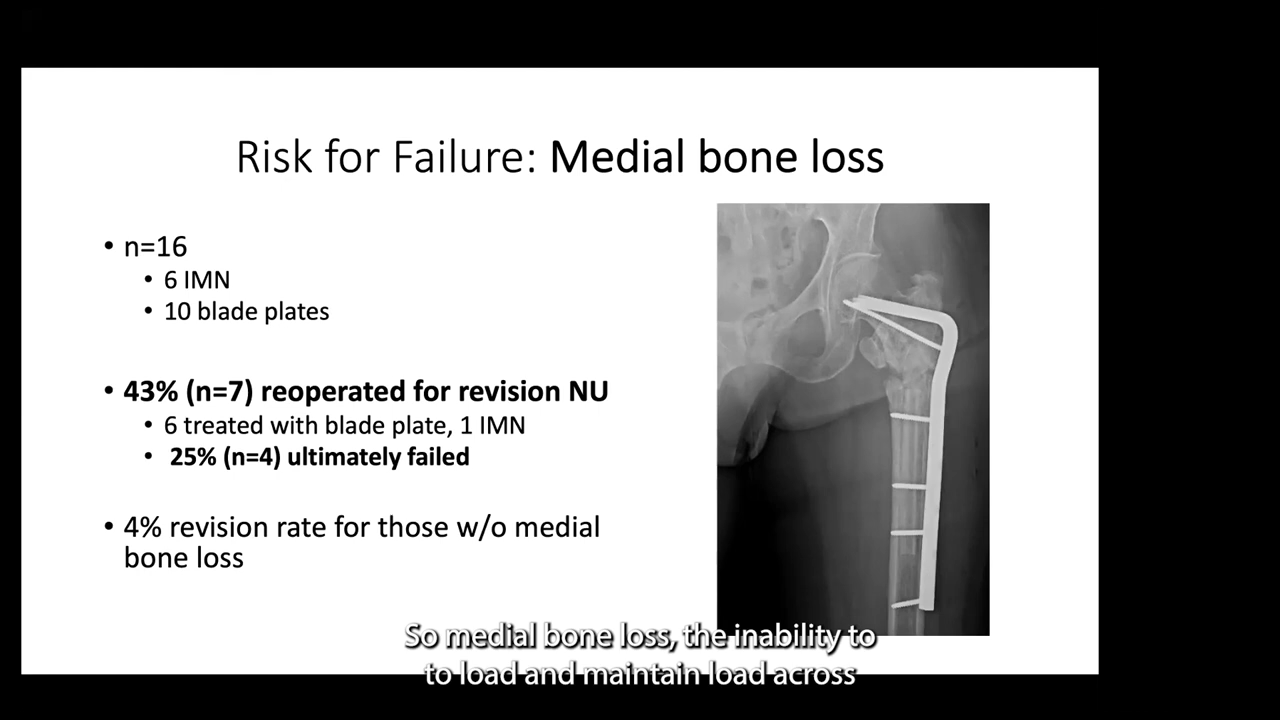 Risk for Failure: Medial bone loss
• n=16
• 6 IMN
• 10 blade plates
• 43% (n=7) reoperated for revision NU
• 6 treated with blade plate, 1 IMN
• 25% (n=4) ultimately failed
• 4% revision rate for those w/o medial
bone loss
So medial bone loss, the inability to
to load and maintain load across